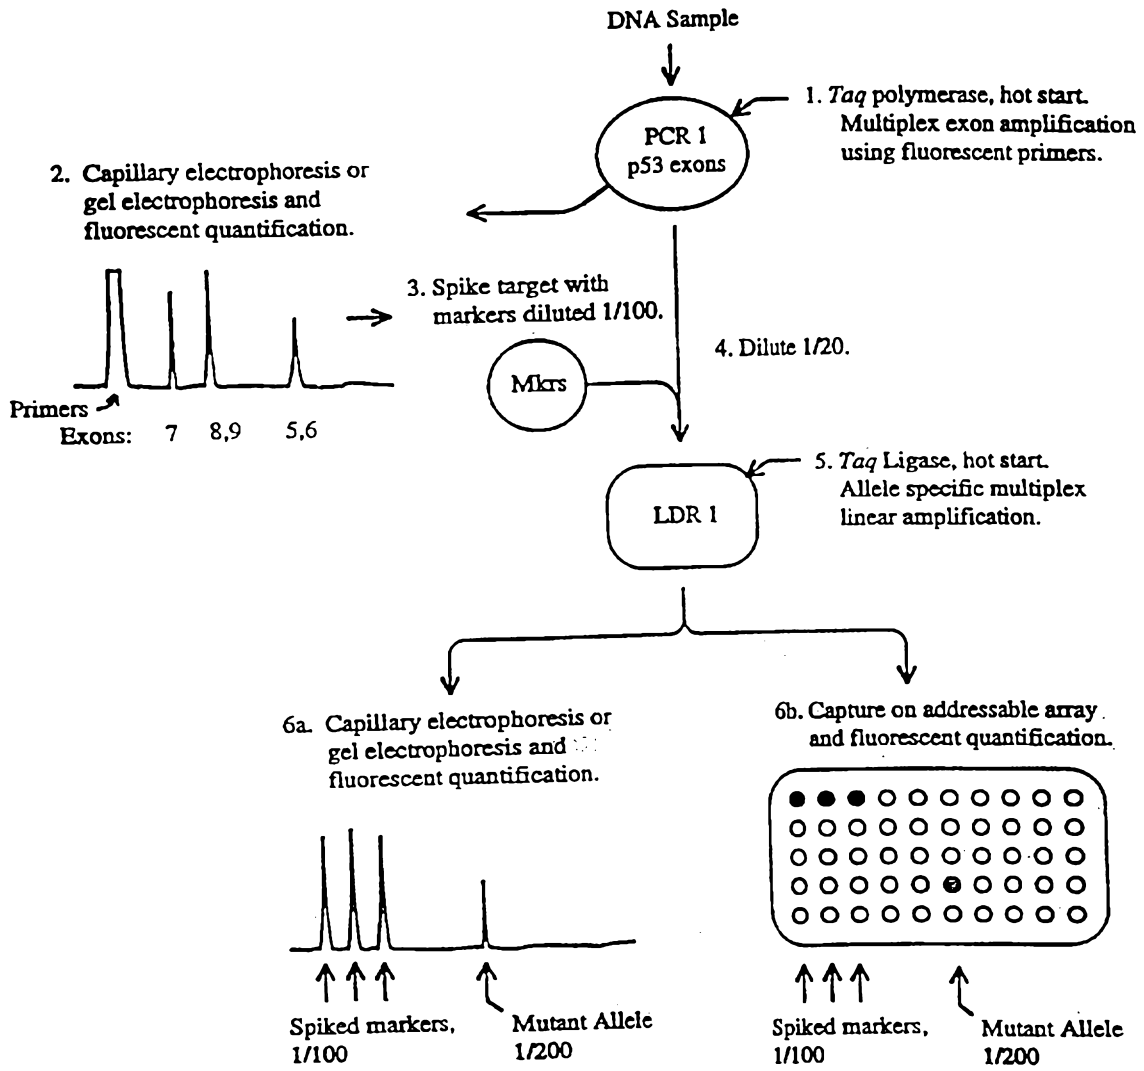 DNA Sample
PCR 1
p53 exons
1. Taq polymerase, hot start.
Multiplex exon amplification
using fluorescent primers.
2. Capillary electrophoresis or
gel electrophoresis and
fluorescent quantification.
Primers
Exons: 7 8,9 5,6
3. Spike target with
markers diluted 1/100.
Mkrs
4. Dilute 1/20.
LDR 1
5. Taq Ligase, hot start.
Allele specific multiplex
linear amplification.
6a. Capillary electrophoresis or
gel electrophoresis and
fluorescent quantification.
Spiked markers,
1/100
Mutant Allele
1/200
6b. Capture on addressable array
and fluorescent quantification.
Spiked markers,
1/100
Mutant Allele
1/200